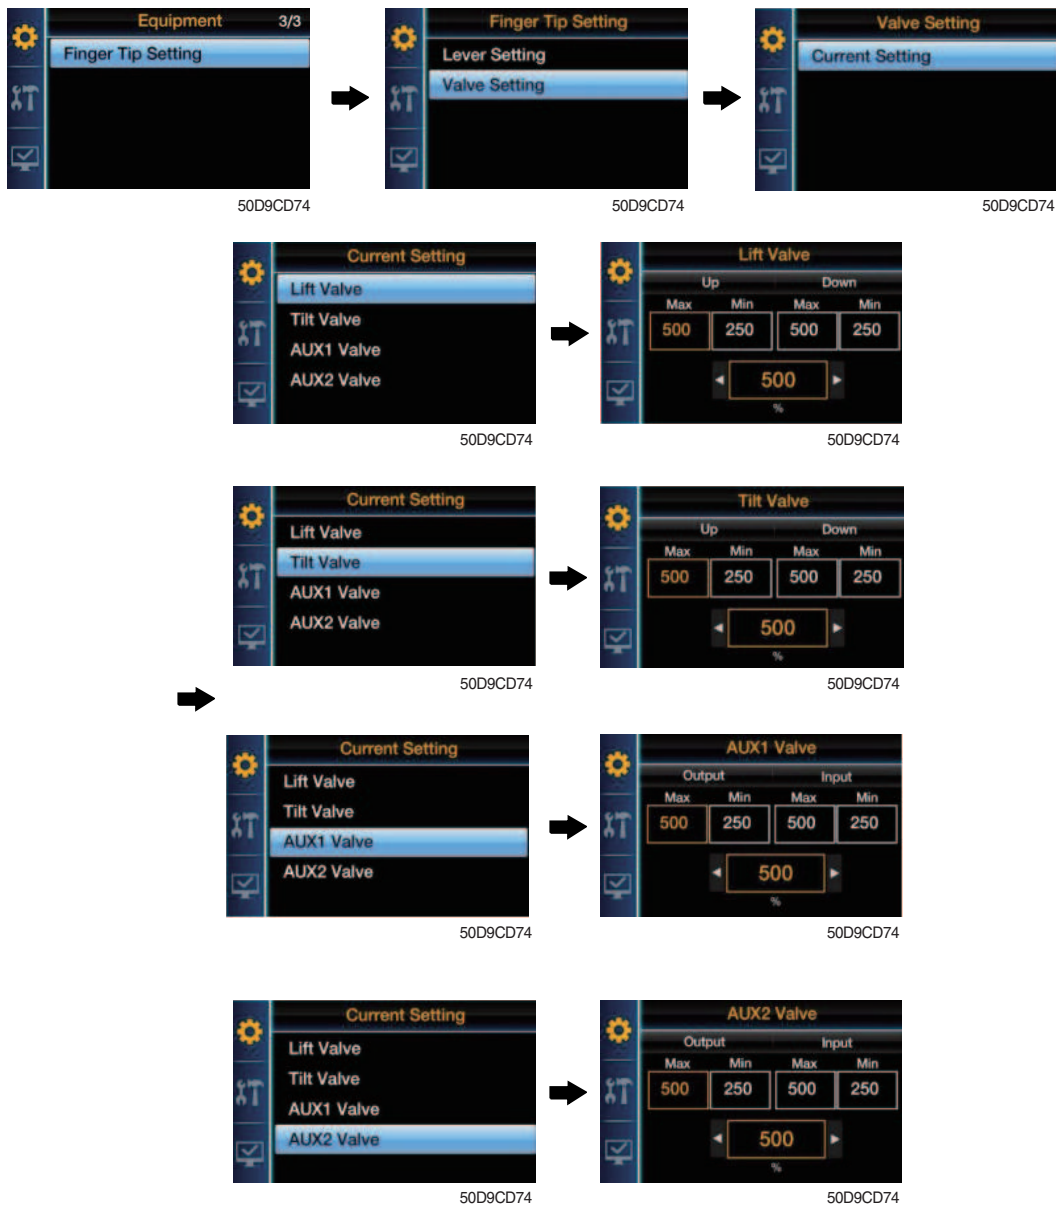 Equipment 3/3
Finger Tip Setting
50D9CD74
Finger Tip Setting
Lever Setting
Valve Setting
50D9CD74
Valve Setting
Current Setting
50D9CD74
Current Setting
Lift Valve
Tilt Valve
AUX1 Valve
AUX2 Valve
50D9CD74
Lift Valve
Up Down
Max Min Max Min
500 250 500 250
500
%
50D9CD74
Current Setting
Lift Valve
Tilt Valve
AUX1 Valve
AUX2 Valve
50D9CD74
Tilt Valve
Up Down
Max Min Max Min
500 250 500 250
500
%
50D9CD74
Current Setting
Lift Valve
Tilt Valve
AUX1 Valve
AUX2 Valve
50D9CD74
AUX1 Valve
Output Input
Max Min Max Min
500 250 500 250
500
%
50D9CD74
Current Setting
Lift Valve
Tilt Valve
AUX1 Valve
AUX2 Valve
50D9CD74
AUX2 Valve
Output Input
Max Min Max Min
500 250 500 250
500
%
50D9CD74